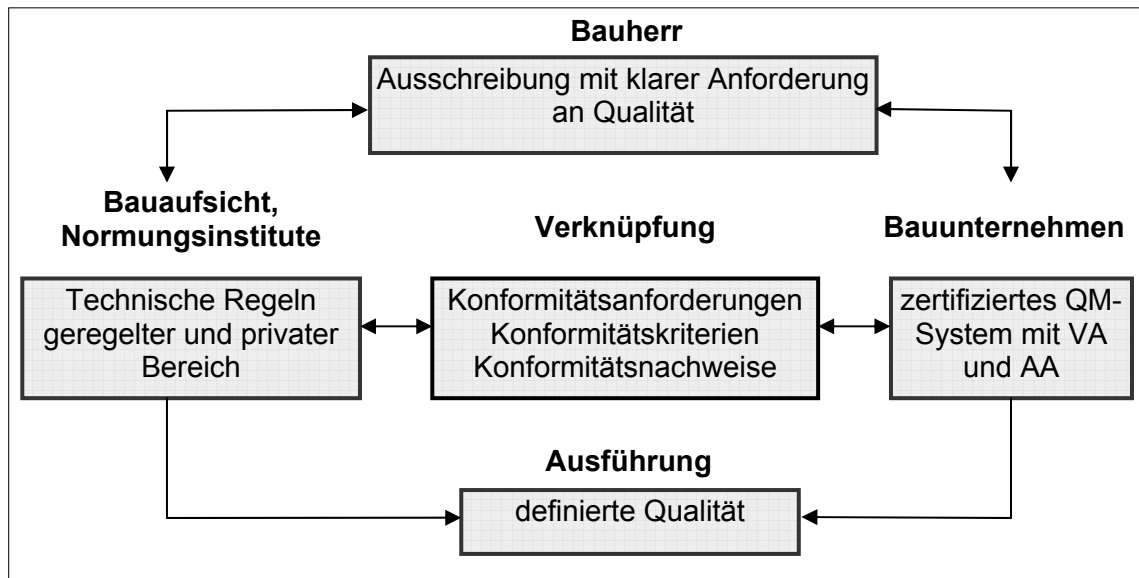 Bauherr
Ausschreibung mit klarer Anforderung
an Qualität
Bauaufsicht,
Normungsinstitute
Technische Regeln
geregelter und privater
Bereich
Verknüpfung
Konformitätsanforderungen
Konformitätskriterien
Konformitätsnachweise
Bauunternehmen
zertifiziertes QM-
System mit VA
und AA
Ausführung
definierte Qualität